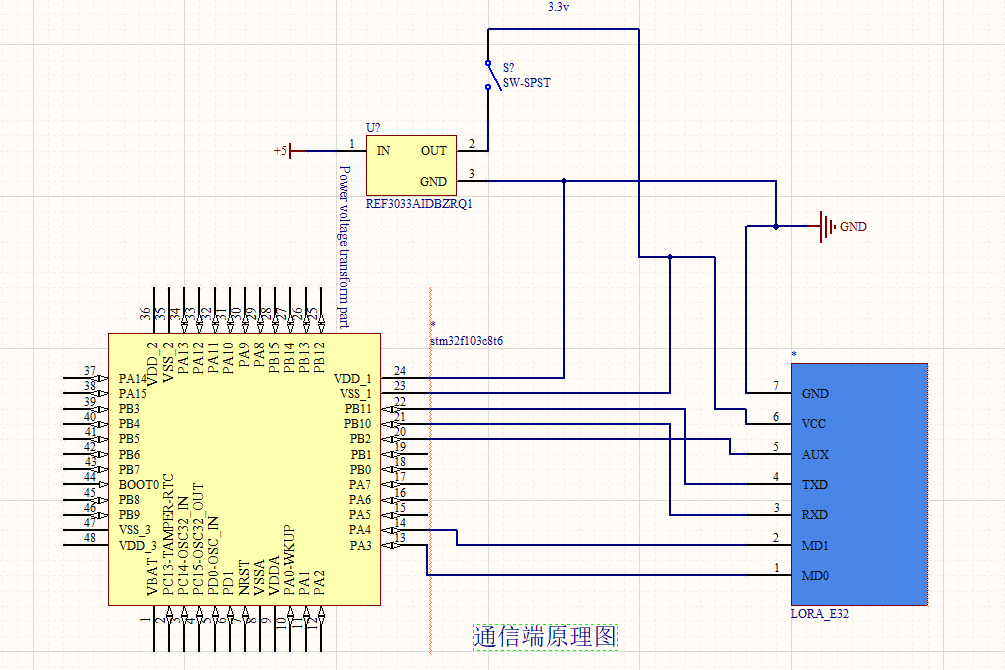 3.3v
S?
SW-SPST
U?
+5
1
IN
OUT
2
GND
3
REF3033AIDBZRQ1
Power voltage transform part
GND
*
stm32f103c8t6
36
35
34
33
32
31
30
29
28
27
26
25
VDD_2
VSS_2
PA13
PA12
PA11
PA10
PA9
PA8
PB15
PB14
PB13
PB12
37 PA14
38 PA15
39 PB3
40 PB4
41 PB5
42 PB6
43 PB7
44 BOOT0
45 PB8
46 PB9
47 VSS_3
48 VDD_3
VDD_1 24
VSS_1 23
PB11 22
PB10 21
PB2 20
PB1 19
PB0 18
PA7 17
PA6 16
PA5 15
PA4 14
PA3 13
VBAT
PC13-TAMPER-RTC
PC14-OSC32_IN
PC15-OSC32_OUT
PD0-OSC_IN
PD1
NRST
VSSA
VDDA
PA0-WKUP
PA1
PA2
1
2
3
4
5
6
7
8
9
10
11
12
*
7 GND
6 VCC
5 AUX
4 TXD
3 RXD
2 MD1
1 MD0
LORA_E32
通信端原理图